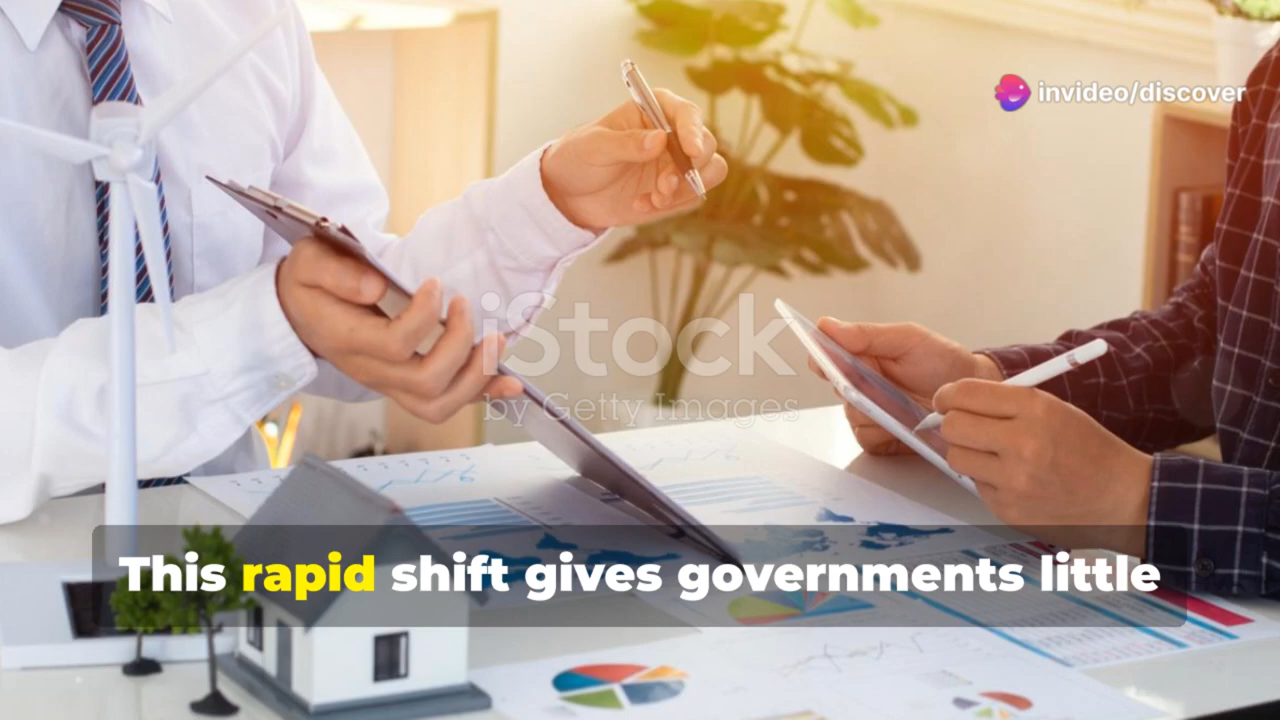 invideo/discover
iStock
by Getty Images
This rapid shift gives governments little